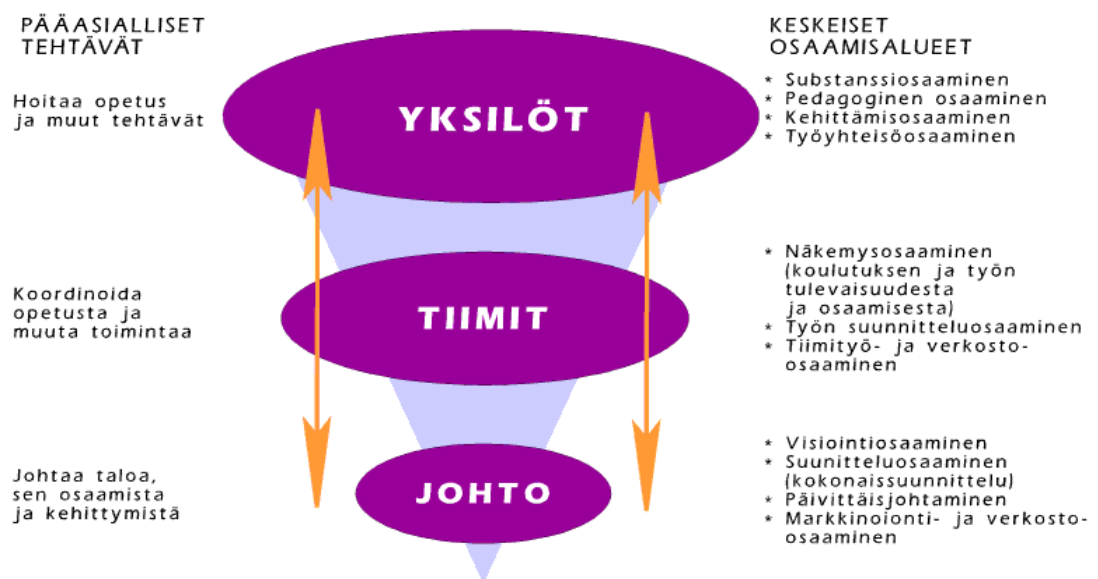 PÄÄASIALLISET
TEHTÄVÄT
KESKEISET
OSAAMISALUEET
Hoitaa opetus
ja muut tehtävät
YKSILÖT
* Substanssiosaaminen
* Pedagoginen osaaminen
* Kehittämisosaaminen
* Työyhteisöosaaminen
Koordinoida
opetusta ja
muuta toimintaa
TIIMIT
* Näkemysosaaminen
(koulutuksen ja työn
tulevaisuudesta
ja osaamisesta)
* Työn suunnitteluosaaminen
* Tiimityö- ja verkosto-
osaaminen
Johtaa taloa,
sen osaamista
ja kehittymistä
JOHTO
* Visiointiosaaminen
* Suunitteluosaaminen
(kokonaissuunnittelu)
* Päivittäisjohtaminen
* Markkinoionti- ja verkosto-
osaaminen